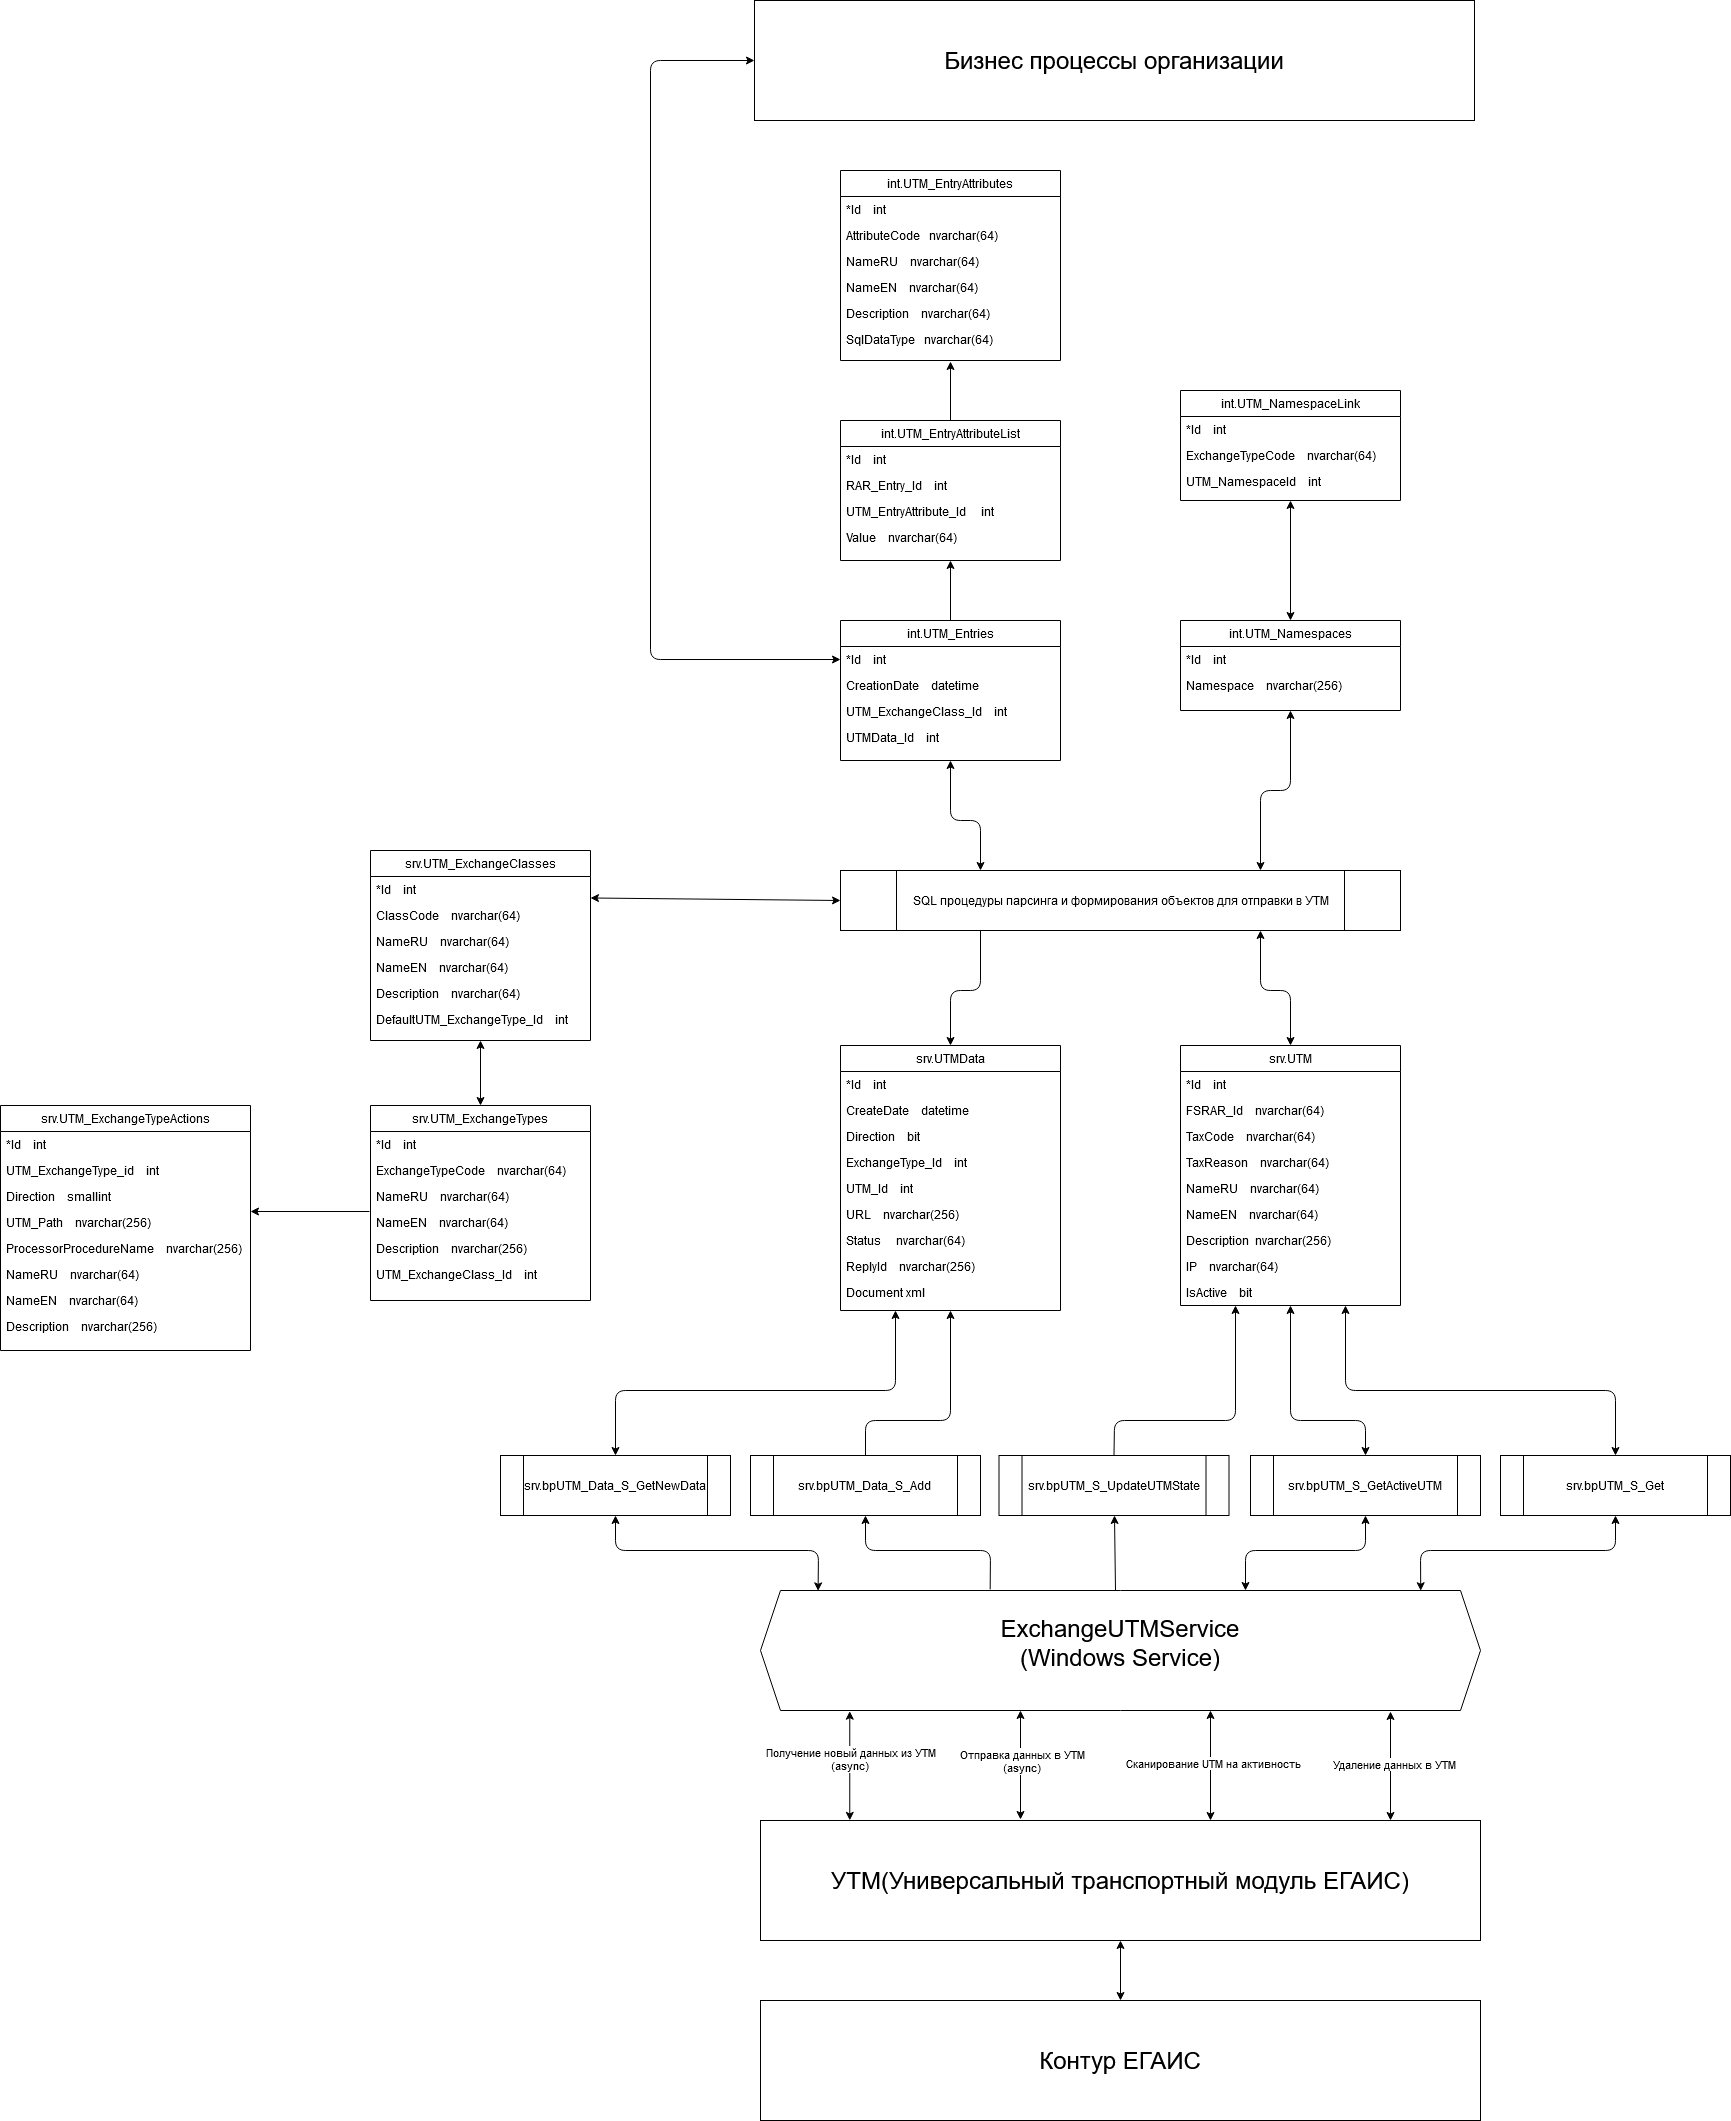 Бизнес процессы организации
int.UTM_EntryAttributes
*Id int
AttributeCode nvarchar(64)
NameRU nvarchar(64)
NameEN nvarchar(64)
Description nvarchar(64)
SqlDataType nvarchar(64)
int.UTM_EntryAttributeList
*Id int
RAR_Entry_Id int
UTM_EntryAttribute_Id int
Value nvarchar(64)
int.UTM_NamespaceLink
*Id int
ExchangeTypeCode nvarchar(64)
UTM_NamespaceId int
int.UTM_Entries
*Id int
CreationDate datetime
UTM_ExchangeClass_Id int
UTMData_Id int
int.UTM_Namespaces
*Id int
Namespace nvarchar(256)
srv.UTM_ExchangeClasses
*Id int
ClassCode nvarchar(64)
NameRU nvarchar(64)
NameEN nvarchar(64)
Description nvarchar(64)
DefaultUTM_ExchangeType_Id int
SQL процедуры парсинга и формирования объектов для отправки в УТМ
srv.UTM_ExchangeTypeActions
*Id int
UTM_ExchangeType_id int
Direction smallint
UTM_Path nvarchar(256)
ProcessorProcedureName nvarchar(256)
NameRU nvarchar(64)
NameEN nvarchar(64)
Description nvarchar(256)
srv.UTM_ExchangeTypes
*Id int
ExchangeTypeCode nvarchar(64)
NameRU nvarchar(64)
NameEN nvarchar(64)
Description nvarchar(256)
UTM_ExchangeClass_Id int
srv.UTMData
*Id int
CreateDate datetime
Direction bit
ExchangeType_Id int
UTM_Id int
URL nvarchar(256)
Status nvarchar(64)
ReplyId nvarchar(256)
Document xml
srv.UTM
*Id int
FSRAR_Id nvarchar(64)
TaxCode nvarchar(64)
TaxReason nvarchar(64)
NameRU nvarchar(64)
NameEN nvarchar(64)
Description nvarchar(256)
IP nvarchar(64)
IsActive bit
srv.bpUTM_Data_S_GetNewData
srv.bpUTM_Data_S_Add
srv.bpUTM_S_UpdateUTMState
srv.bpUTM_S_GetActiveUTM
srv.bpUTM_S_Get
ExchangeUTMService
(Windows Service)
Получение новый данных из УТМ
(async)
Отправка данных в УТМ
(async)
Сканирование UTM на активность
Удаление данных в УТМ
УТМ(Универсальный транспортный модуль ЕГАИС)
Контур ЕГАИС